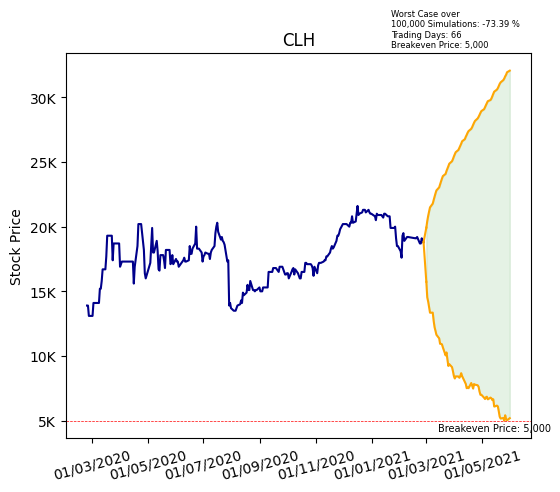 Worst Case over
100,000 Simulations: -73.39 %
Trading Days: 66
Breakeven Price: 5,000
CLH
Stock Price
30K
25K
20K
15K
10K
5K
Breakeven Price: 5,000
01/03/2020 01/05/2020 01/07/2020 01/09/2020 01/11/2020 01/01/2021 01/03/2021 01/05/2021